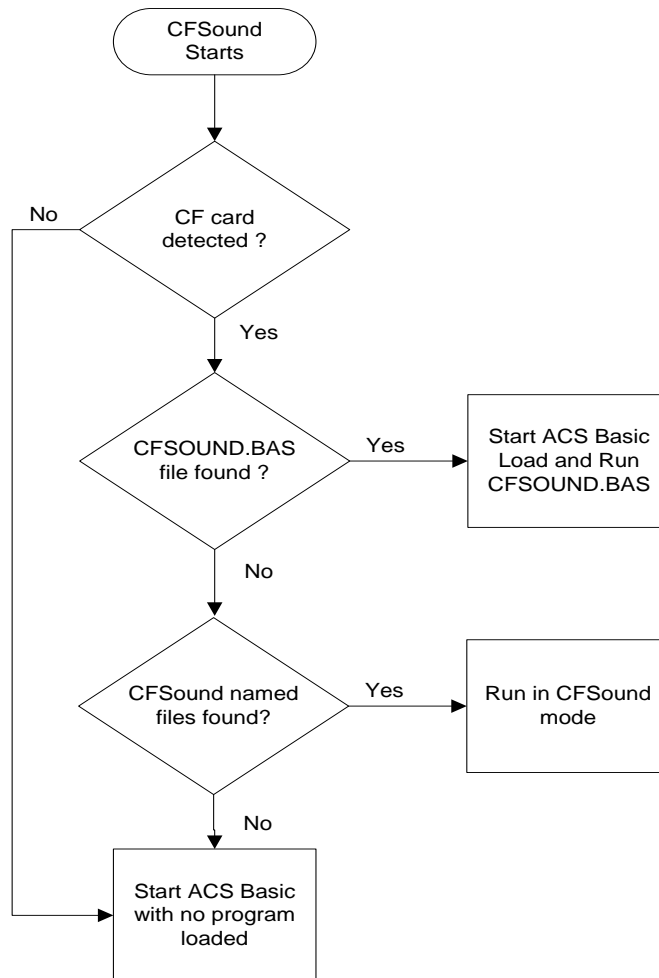 CFSound
Starts
No
CF card
detected ?
Yes
CFSOUND.BAS
file found ?
Yes
Start ACS Basic
Load and Run
CFSOUND.BAS
No
CFSound named
files found?
Yes
Run in CFSound
mode
No
Start ACS Basic
with no program
loaded